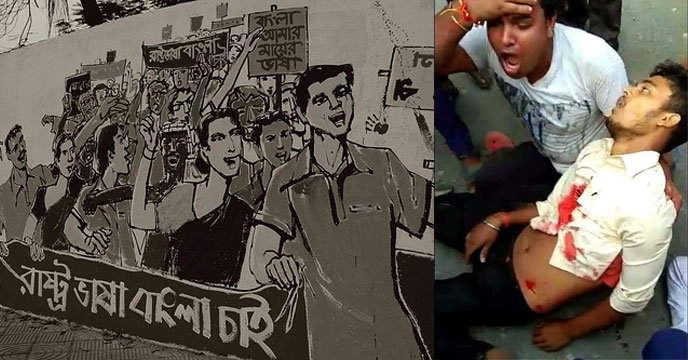 রাষ্ট্রভাষা বাংলা
বাংলা
আমার
মায়ের
ভাষা
রাষ্ট্র ভাষা বাংলা চাই